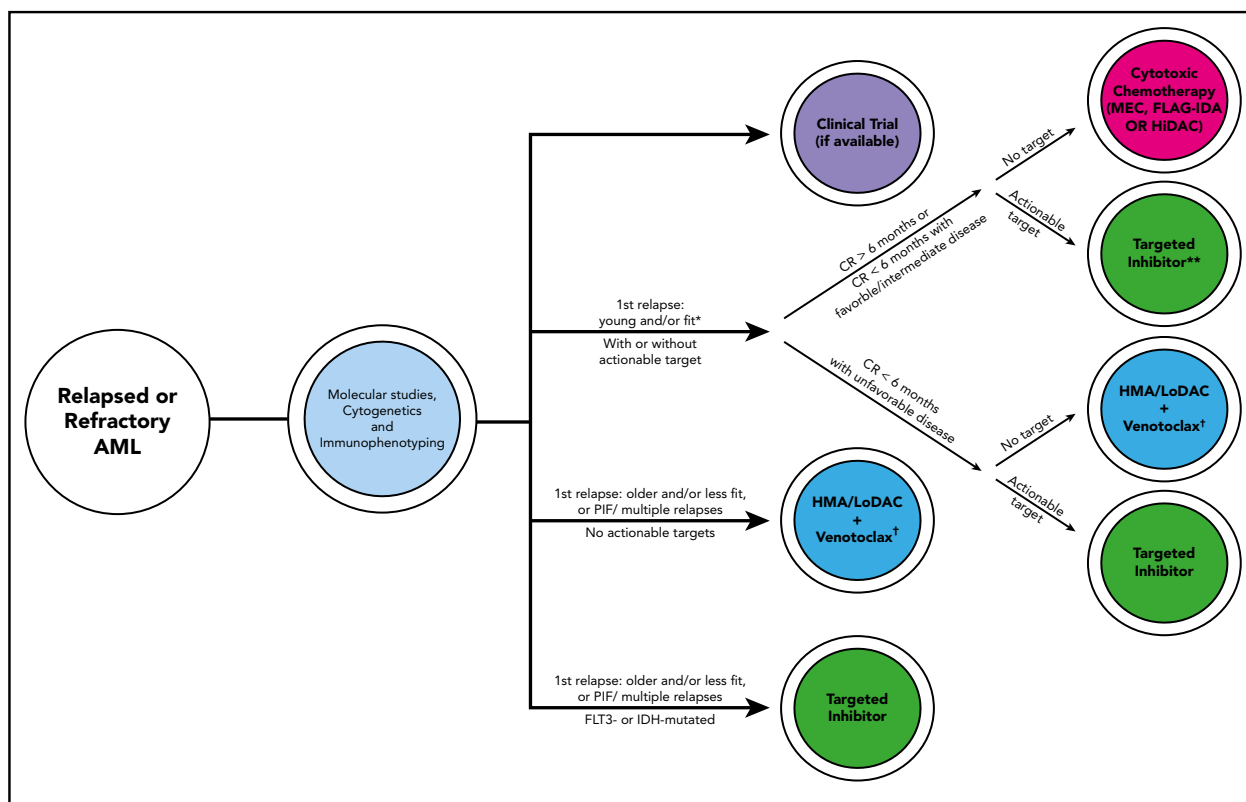 Relapsed or
Refractory
AML
Molecular studies,
Cytogenetics
and
Immunophenotyping
Clinical Trial
(if available)
1st relapse:
young and/or fit*
With or without
actionable target
CR > 6 months or
CR < 6 months with
favorble/intermediate disease
No target
Cytotoxic
Chemotherapy
(MEC, FLAG-IDA
OR HiDAC)
Actionable
target
Targeted
Inhibitor**
CR < 6 months
with unfavorable disease
No target
HMA/LoDAC
+
Venotoclax†
Actionable
target
Targeted
Inhibitor
1st relapse: older and/or less fit,
or PIF/ multiple relapses
No actionable targets
HMA/LoDAC
+
Venotoclax†
1st relapse: older and/or less fit,
or PIF/ multiple relapses
FLT3- or IDH-mutated
Targeted
Inhibitor